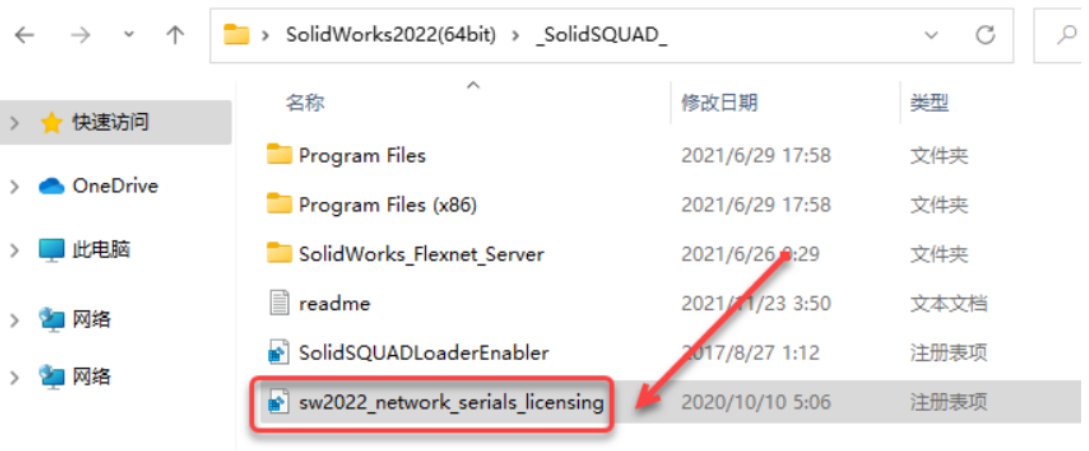 SolidWorks2022(64bit) _SolidSQUAD_
名称 修改日期 类型
快速访问
OneDrive
此电脑
网络
网络
Program Files 2021/6/29 17:58 文件夹
Program Files (x86) 2021/6/29 17:58 文件夹
SolidWorks_Flexnet_Server 2021/6/26 :29 文件夹
readme 2021/11/23 3:50 文本文档
SolidSQUADLoaderEnabler 2017/8/27 1:12 注册表项
sw2022_network_serials_licensing 2020/10/10 5:06 注册表项